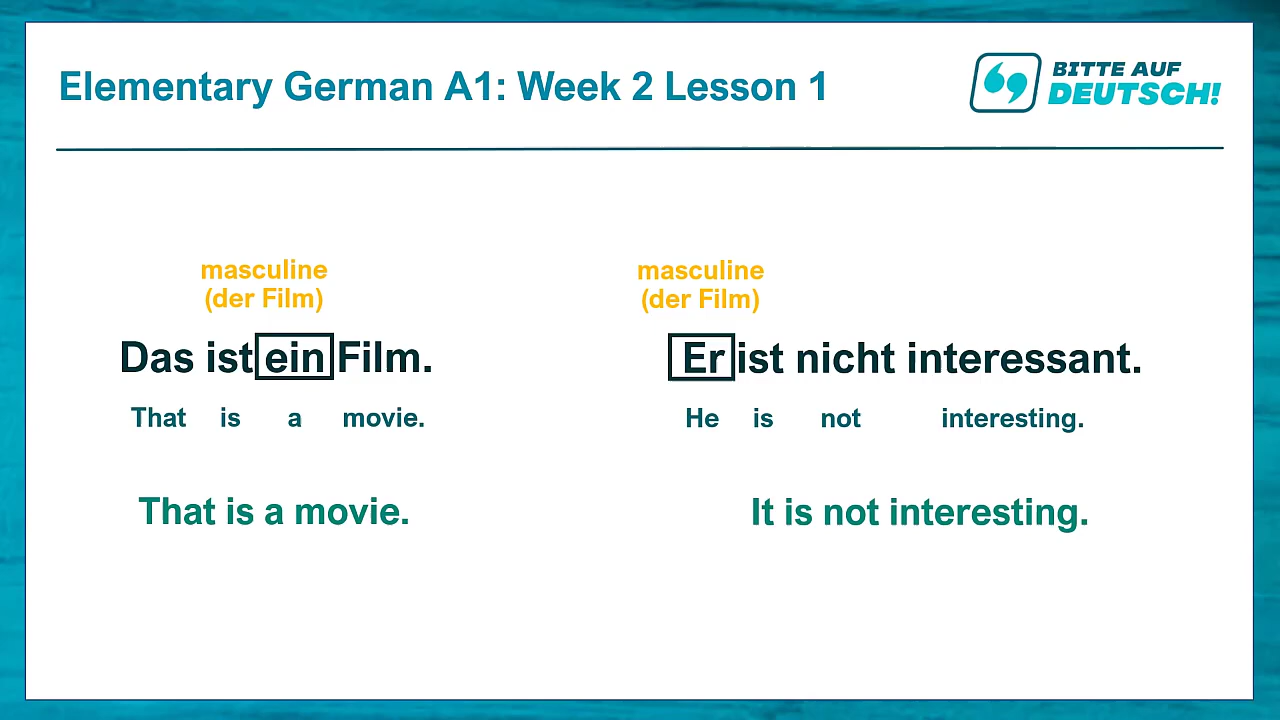 Elementary German A1: Week 2 Lesson 1
BITTE AUF
DEUTSCH!
masculine
(der Film)
Das ist ein Film.
That is a movie.
That is a movie.
masculine
(der Film)
Er ist nicht interessant.
He is not interesting.
It is not interesting.